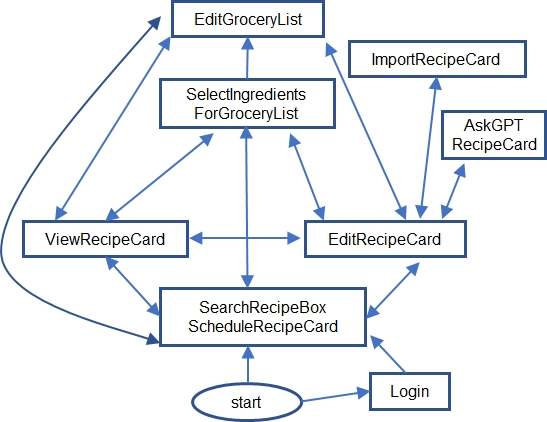 EditGroceryList
ImportRecipeCard
SelectIngredients
ForGroceryList
AskGPT
RecipeCard
ViewRecipeCard
EditRecipeCard
SearchRecipeBox
ScheduleRecipeCard
Login
start